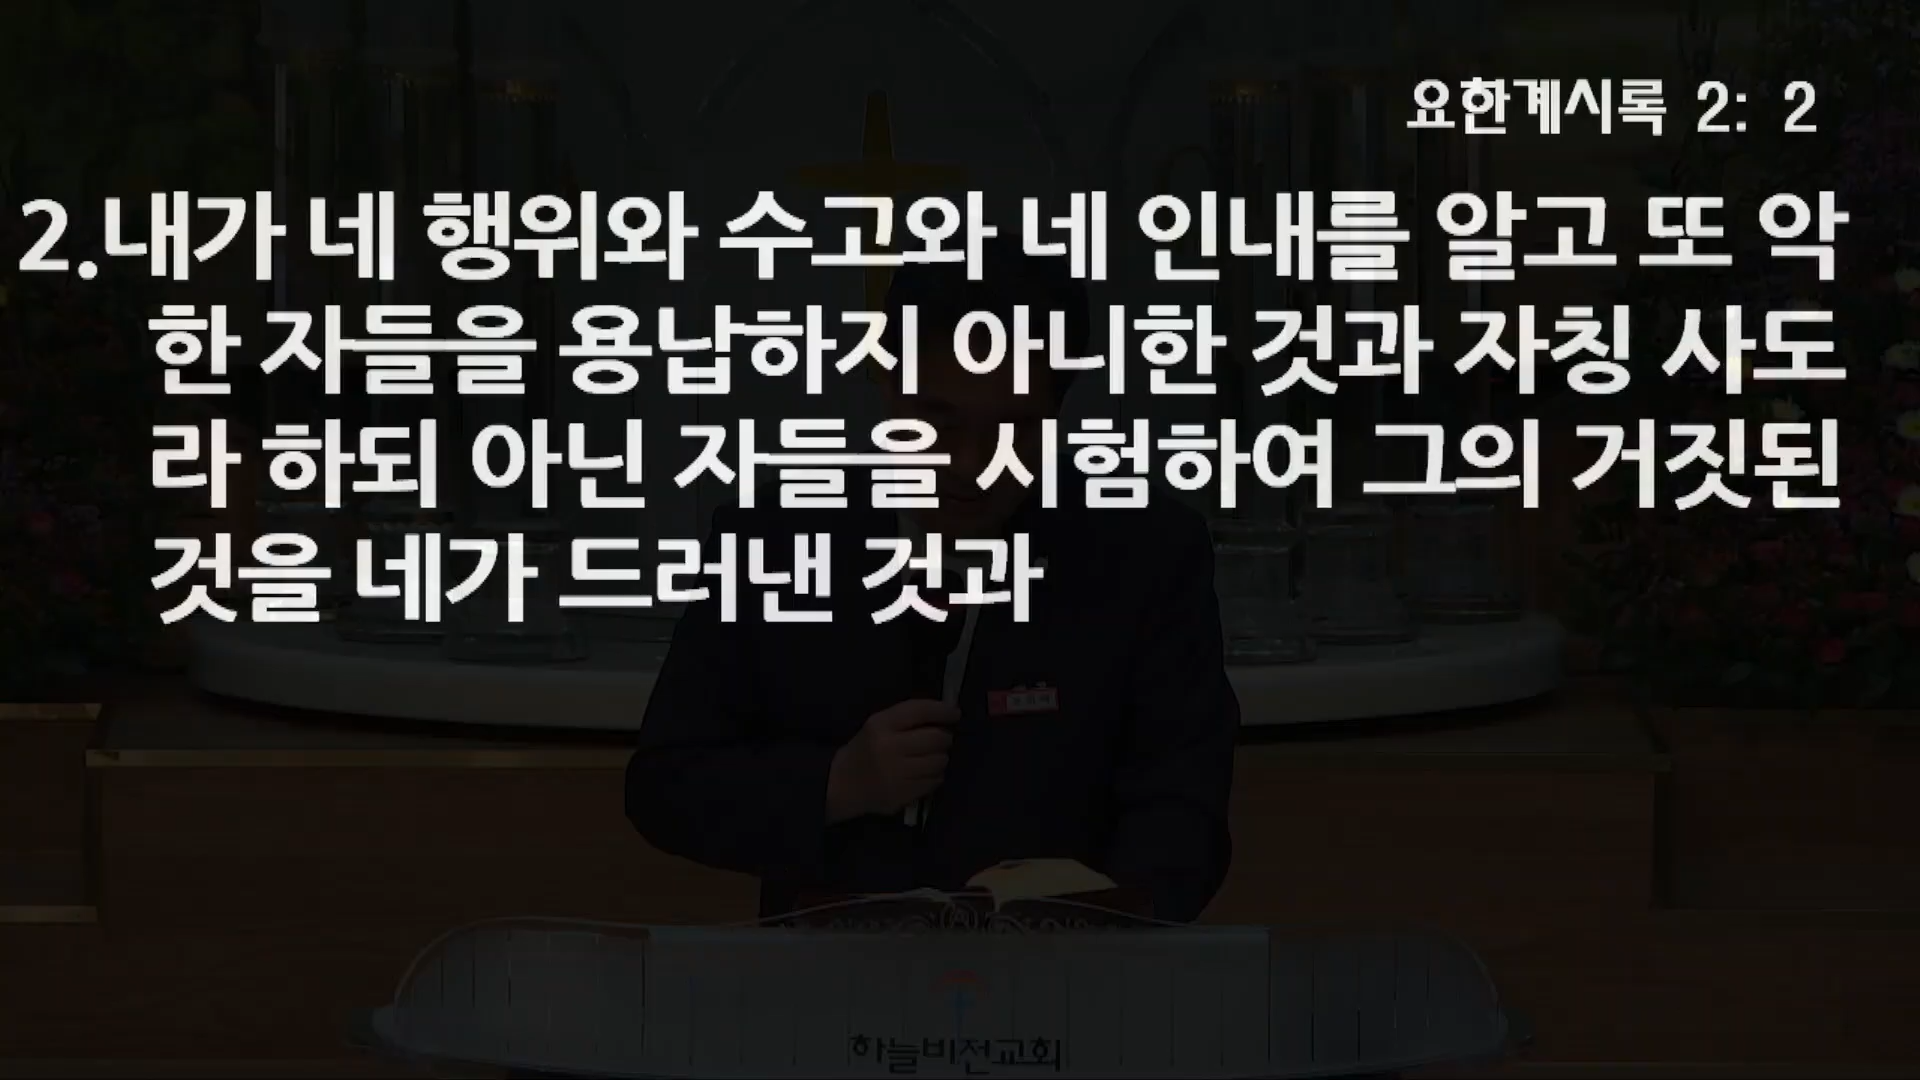 요한계시록 2: 2
2.내가 네 행위와 수고와 네 인내를 알고 또 악
한 자들을 용납하지 아니한 것과 자칭 사도
라 하되 아닌 자들을 시험하여 그의 거짓된
것을 네가 드러낸 것과
하늘비전교회